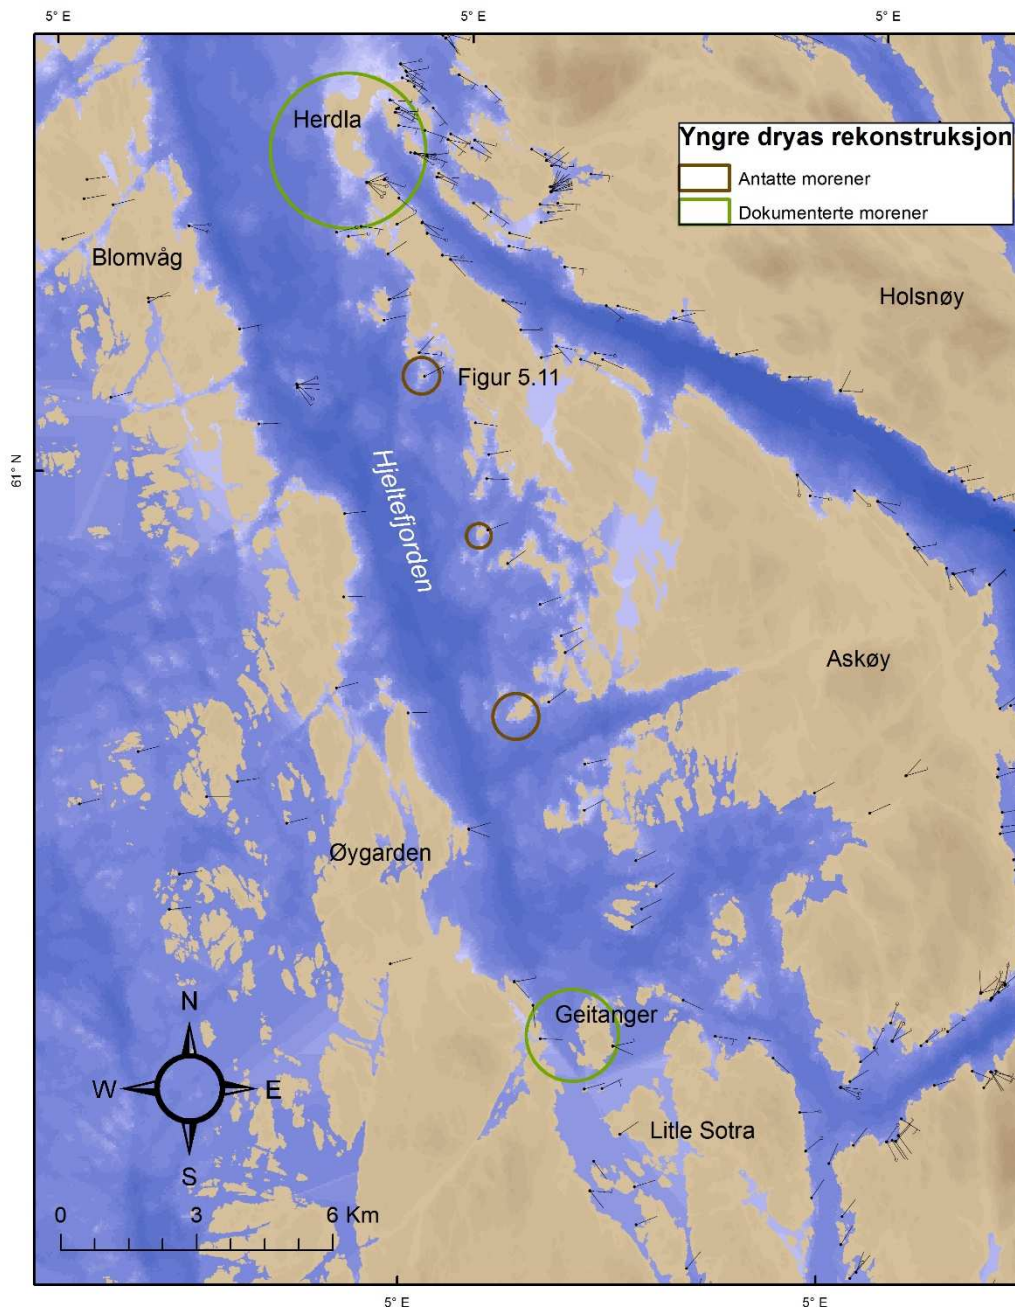 5° E 5° E 5° E
Herdla
Yngre dryas rekonstruksjon
Antatte morener
Dokumenterte morener
Blomvåg
Holsnøy
Figur 5.11
61° N
Hjeltefjorden
Askøy
Øygarden
Geitanger
N
W E
S
Litle Sotra
0 3 6 Km
5° E 5° E